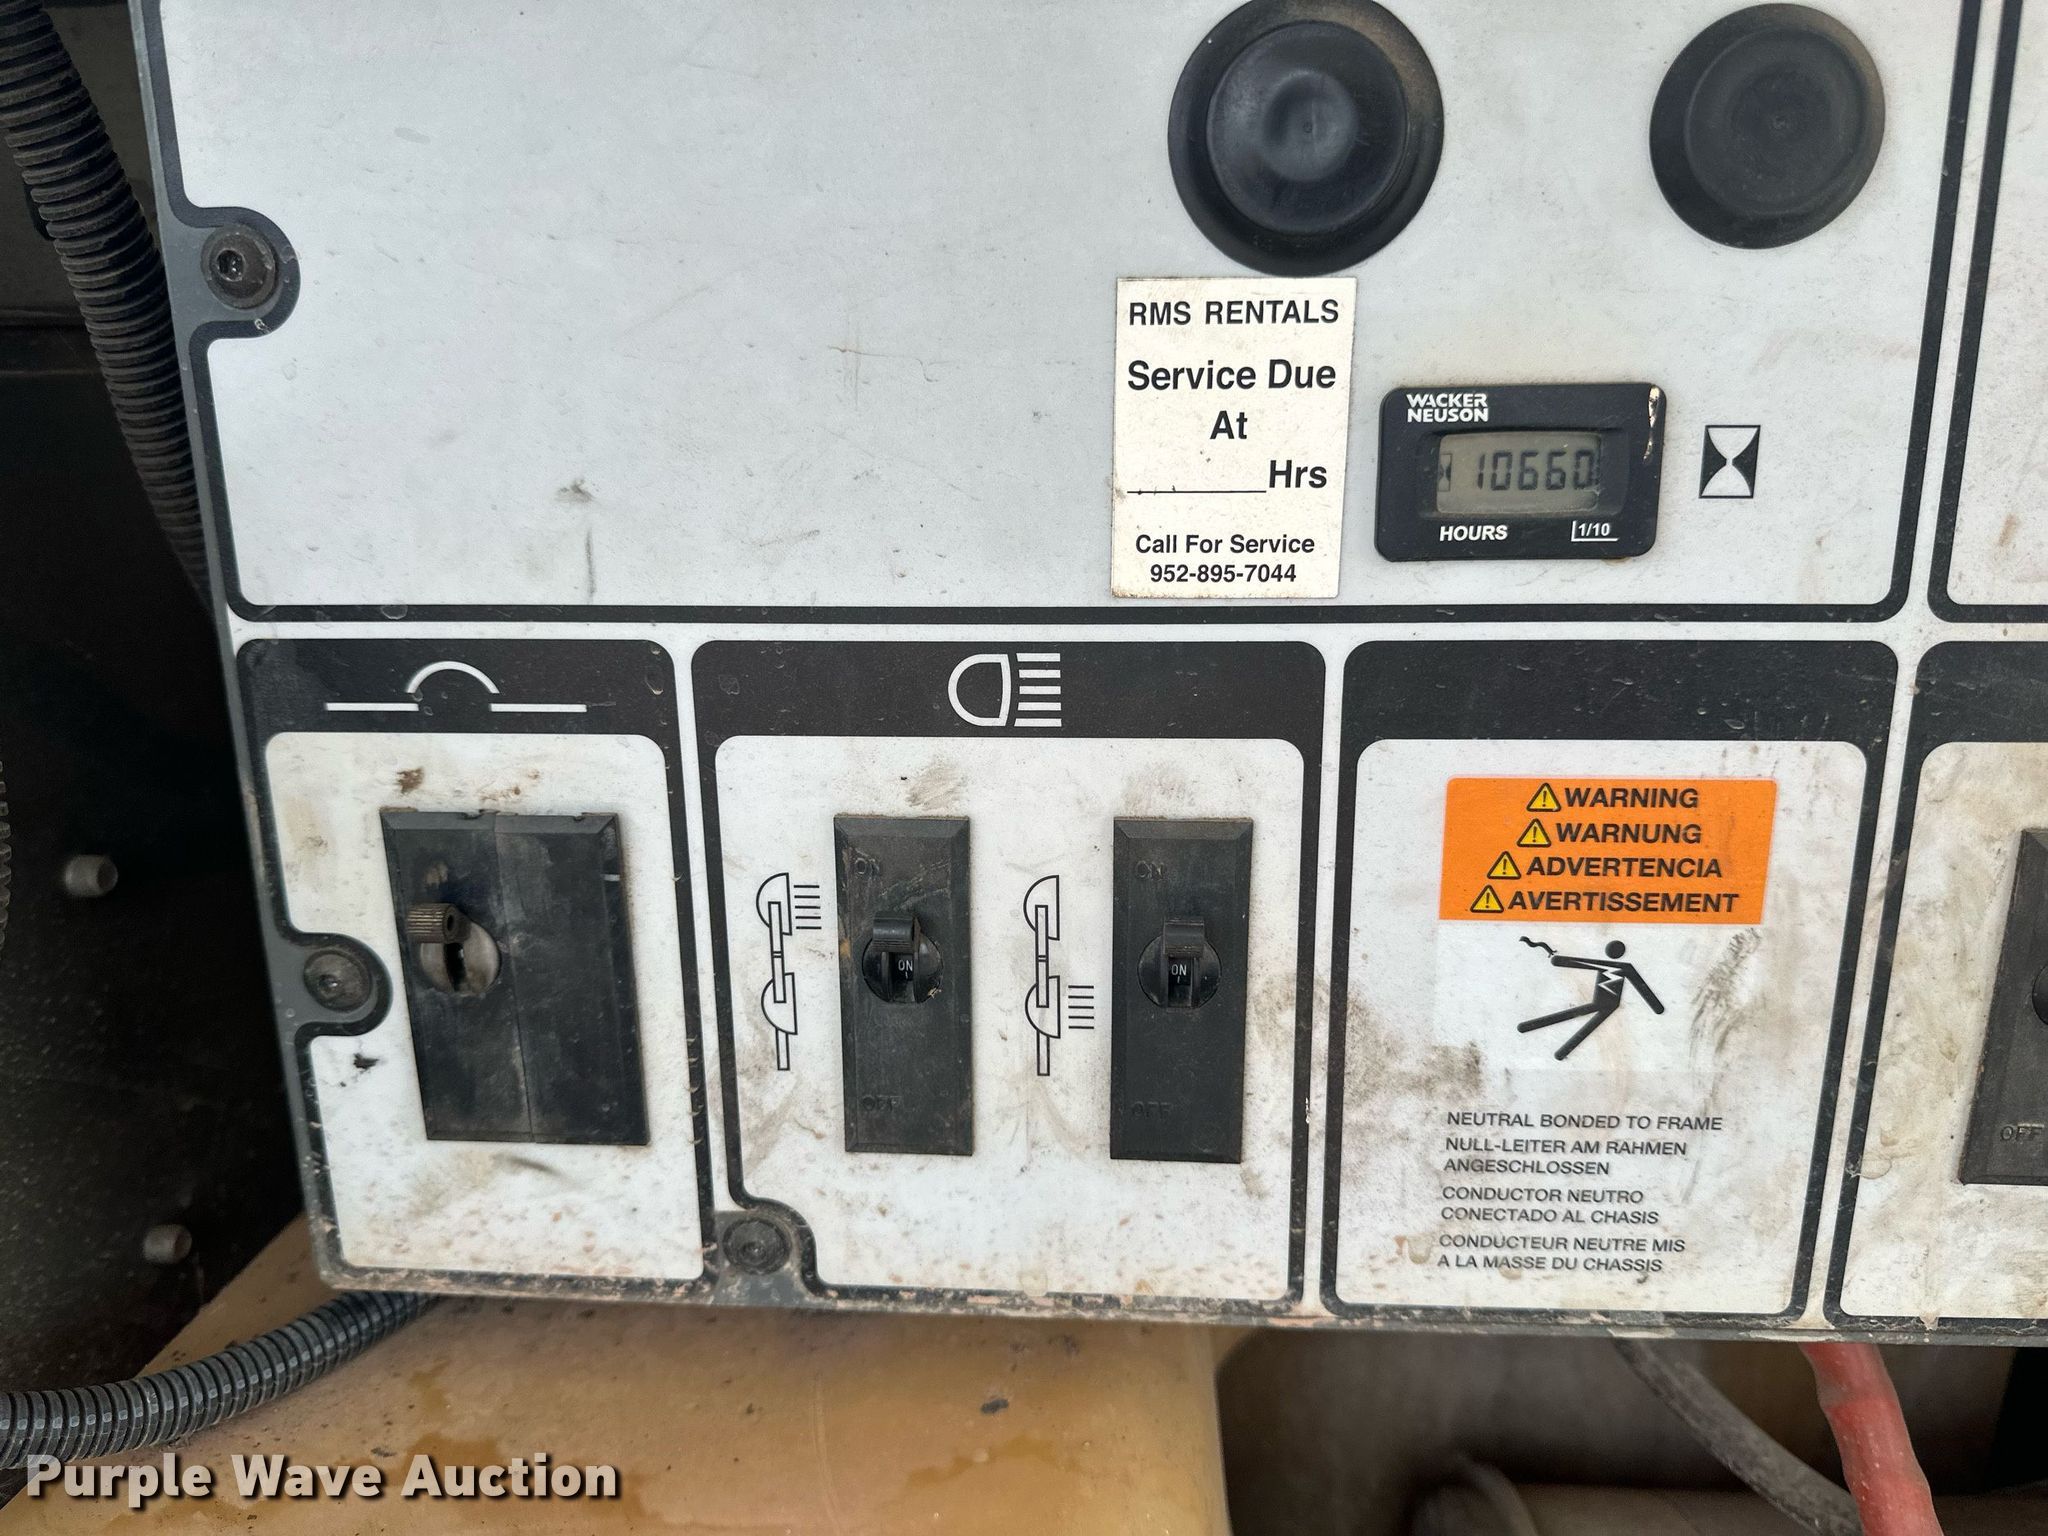 RMS RENTALS
Service Due
At
Hrs
Call For Service
952-895-7044
WACKER
NEUSON
10660
HOURS 1/10
ON
ON
OFF
ON
ON
OFF
WARNING
WARNUNG
ADVERTENCIA
AVERTISSEMENT
NEUTRAL BONDED TO FRAME
NULL-LEITER AM RAHMEN
ANGESCHLOSSEN
CONDUCTOR NEUTRO
CONECTADO AL CHASIS
CONDUCTEUR NEUTRE MIS
A LA MASSE DU CHASSIS
OFF
Purple Wave Auction